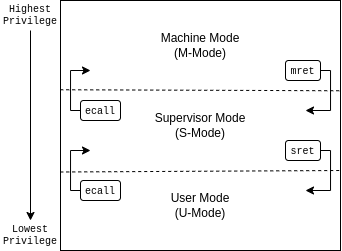 Highest
Privilege
Machine Mode
(M-Mode)
mret
ecall
Supervisor Mode
(S-Mode)
sret
ecall
User Mode
(U-Mode)
Lowest
Privilege